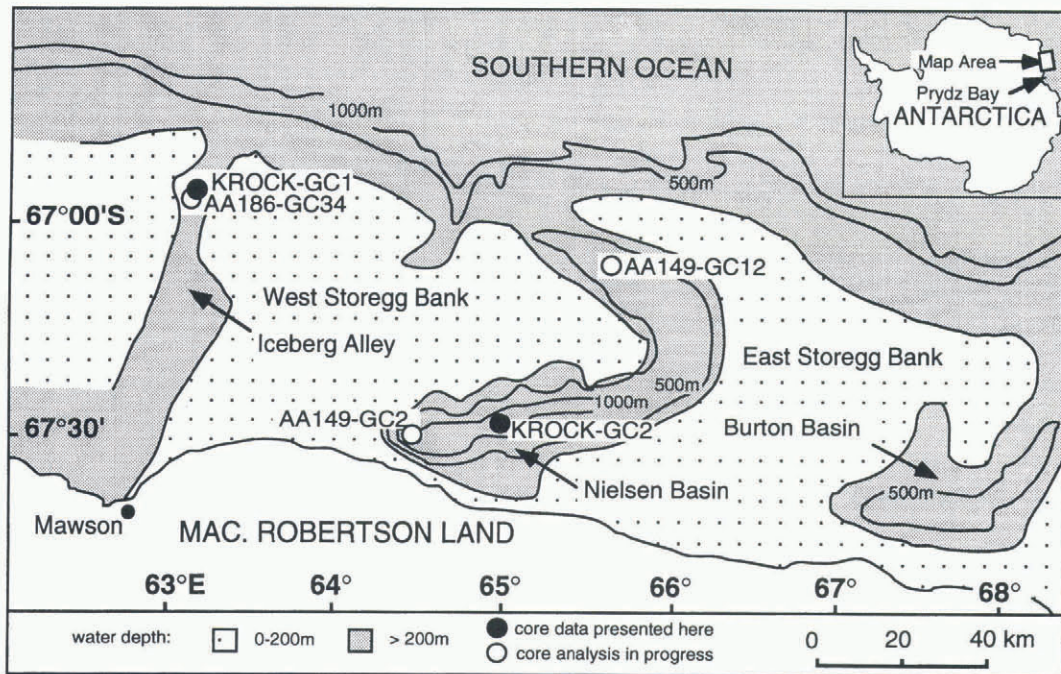 SOUTHERN OCEAN
1000m
Map Area
Prydz Bay
ANTARCTICA
500m
KROCK-GC1
AA186-GC34
67°00'S
AA149-GC12
West Storegg Bank
Iceberg Alley
East Storegg Bank
500m
1000m
AA149-GC2
KROCK-GC2
67°30'
Burton Basin
Nielsen Basin
500m
Mawson
MAC. ROBERTSON LAND
63°E 64° 65° 66° 67° 68°
water depth: 0-200m > 200m
core data presented here
core analysis in progress
0 20 40 km